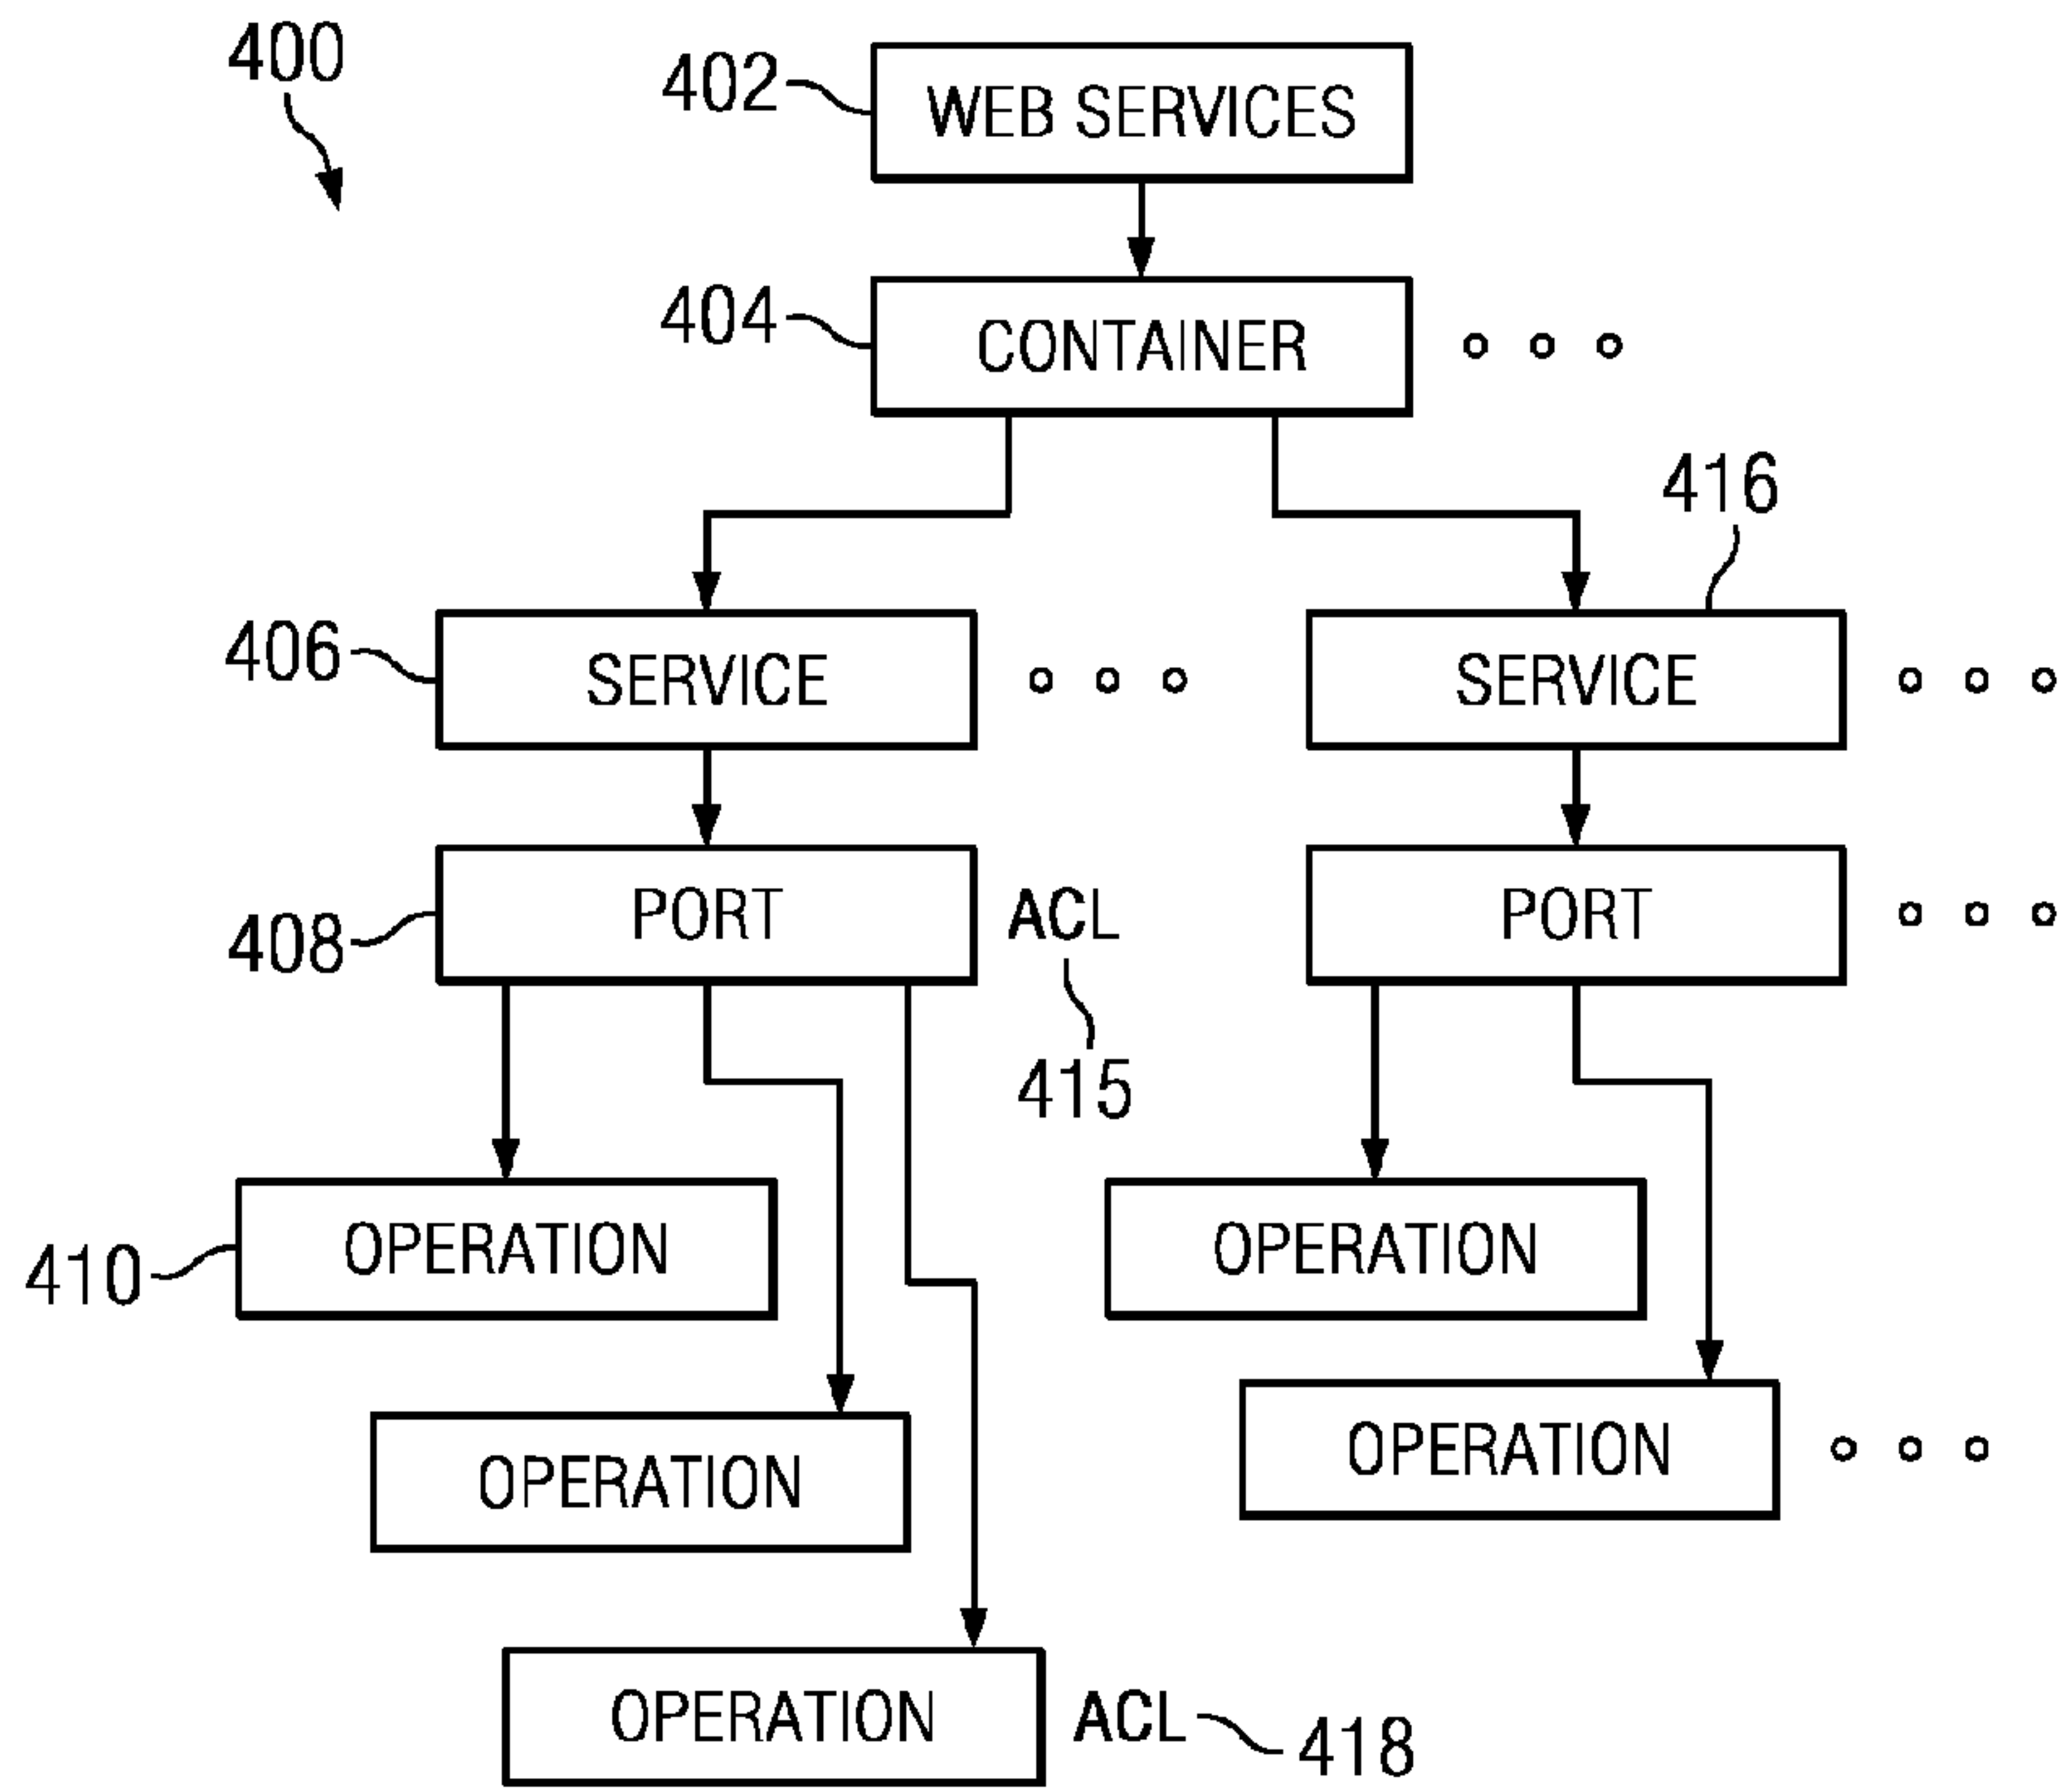 400
402
WEB SERVICES
404
CONTAINER
416
406
SERVICE
SERVICE
408
PORT
ACL
PORT
415
410
OPERATION
OPERATION
OPERATION
OPERATION
OPERATION
ACL
418